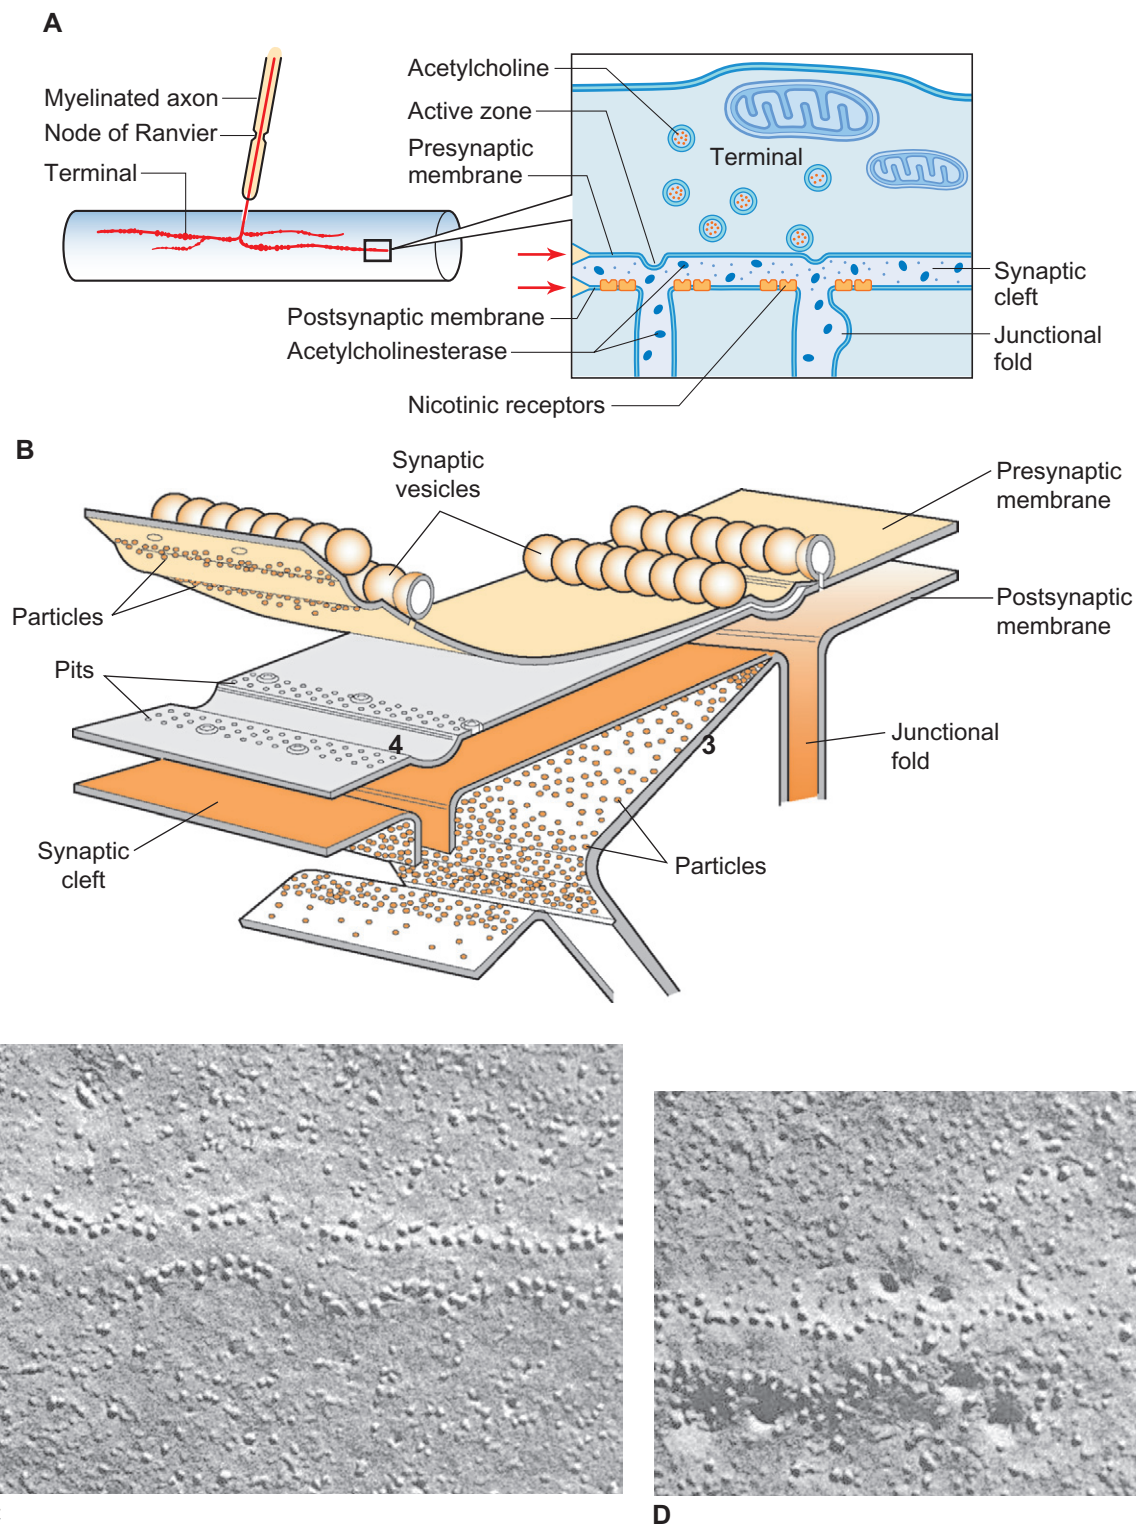 A
Myelinated axon
Node of Ranvier
Terminal
Acetylcholine
Active zone
Presynaptic
membrane
Terminal
Postsynaptic membrane
Acetylcholinesterase
Nicotinic receptors
Synaptic
cleft
Junctional
fold
B
Synaptic
vesicles
Presynaptic
membrane
Particles
Postsynaptic
membrane
Pits
4
3
Junctional
fold
Synaptic
cleft
Particles
D